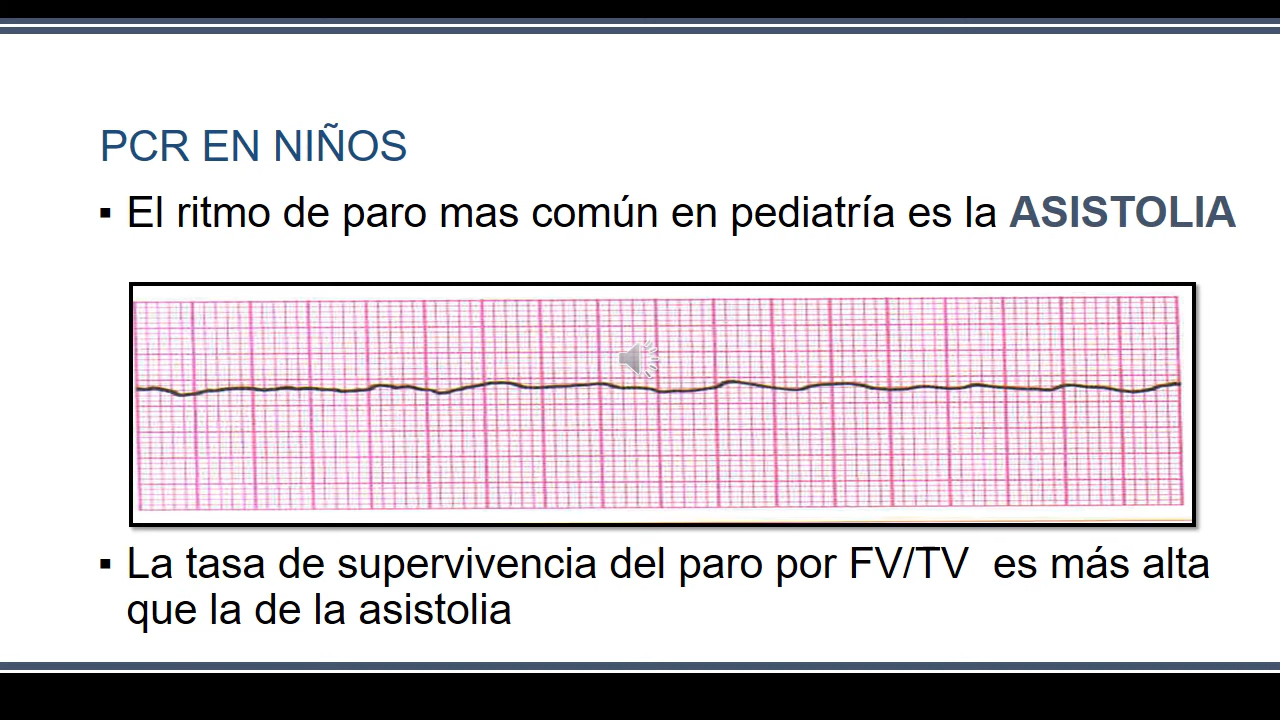 PCR EN NIÑOS
▪ El ritmo de paro mas común en pediatría es la ASISTOLIA
▪ La tasa de supervivencia del paro por FV/TV  es más alta
que la de la asistolia